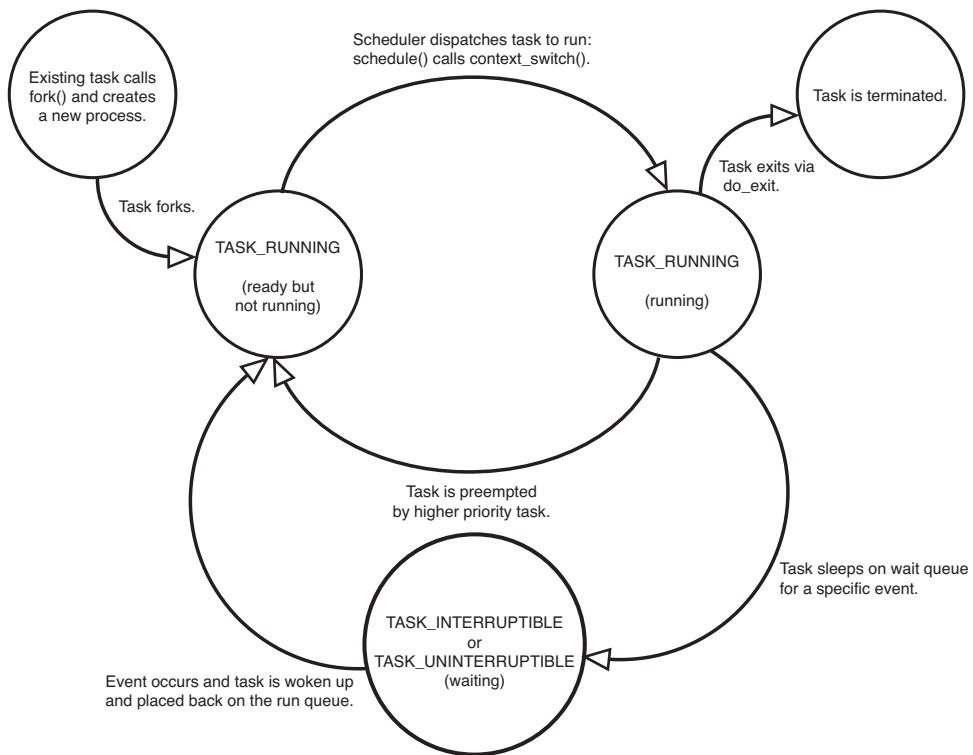 Scheduler dispatches task to run:
schedule() calls context_switch().
Existing task calls
fork() and creates
a new process.
Task is terminated.
Task exits via
do_exit.
Task forks.
TASK_RUNNING
(ready but
not running)
TASK_RUNNING
(running)
Task is preempted
by higher priority task.
Task sleeps on wait queue
for a specific event.
TASK_INTERRUPTIBLE
or
TASK_UNINTERRUPTIBLE
(waiting)
Event occurs and task is woken up
and placed back on the run queue.